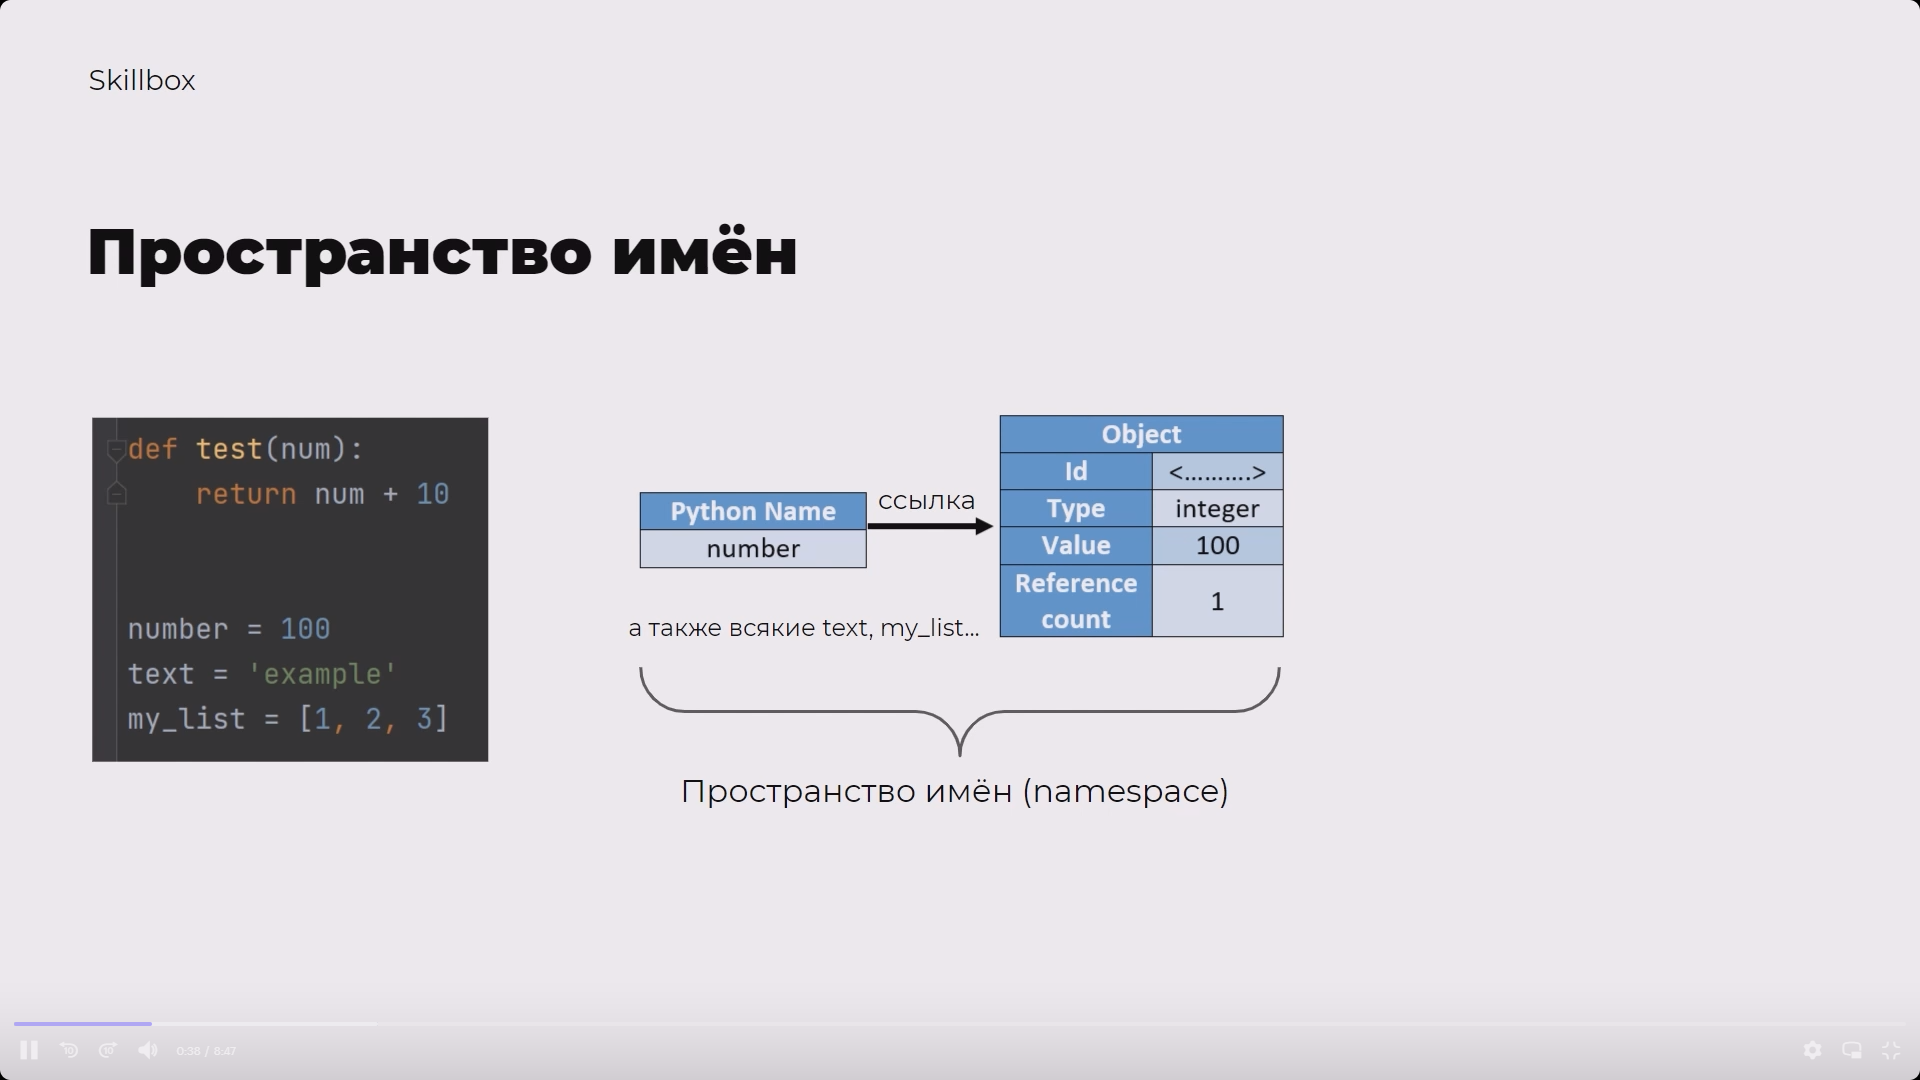 Skillbox
Пространство имён
def test(num):
return num + 10
number = 100
text = 'example'
my_list = [1, 2, 3]
Python Name
number
ссылка
Object
Id <..........>
Type integer
Value 100
Reference count 1
а также всякие text, my_list...
Пространство имён (namespace)
10 10 0:38 / 8:47